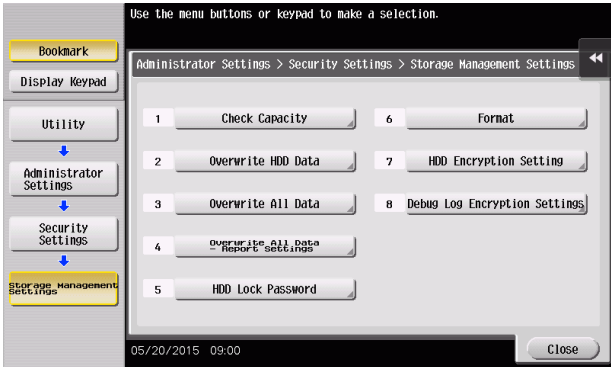 Use the menu buttons or keypad to make a selection.
Bookmark
Display Keypad
Utility
Administrator
Settings
Security
Settings
Storage Management
Settings
Administrator Settings > Security Settings > Storage Management Settings
1 Check Capacity
2 Overwrite HDD Data
3 Overwrite All Data
4 Overwrite All Data
- Report settings
5 HDD Lock Password
6 Format
7 HDD Encryption Setting
8 Debug Log Encryption Settings
05/20/2015 09:00
Close